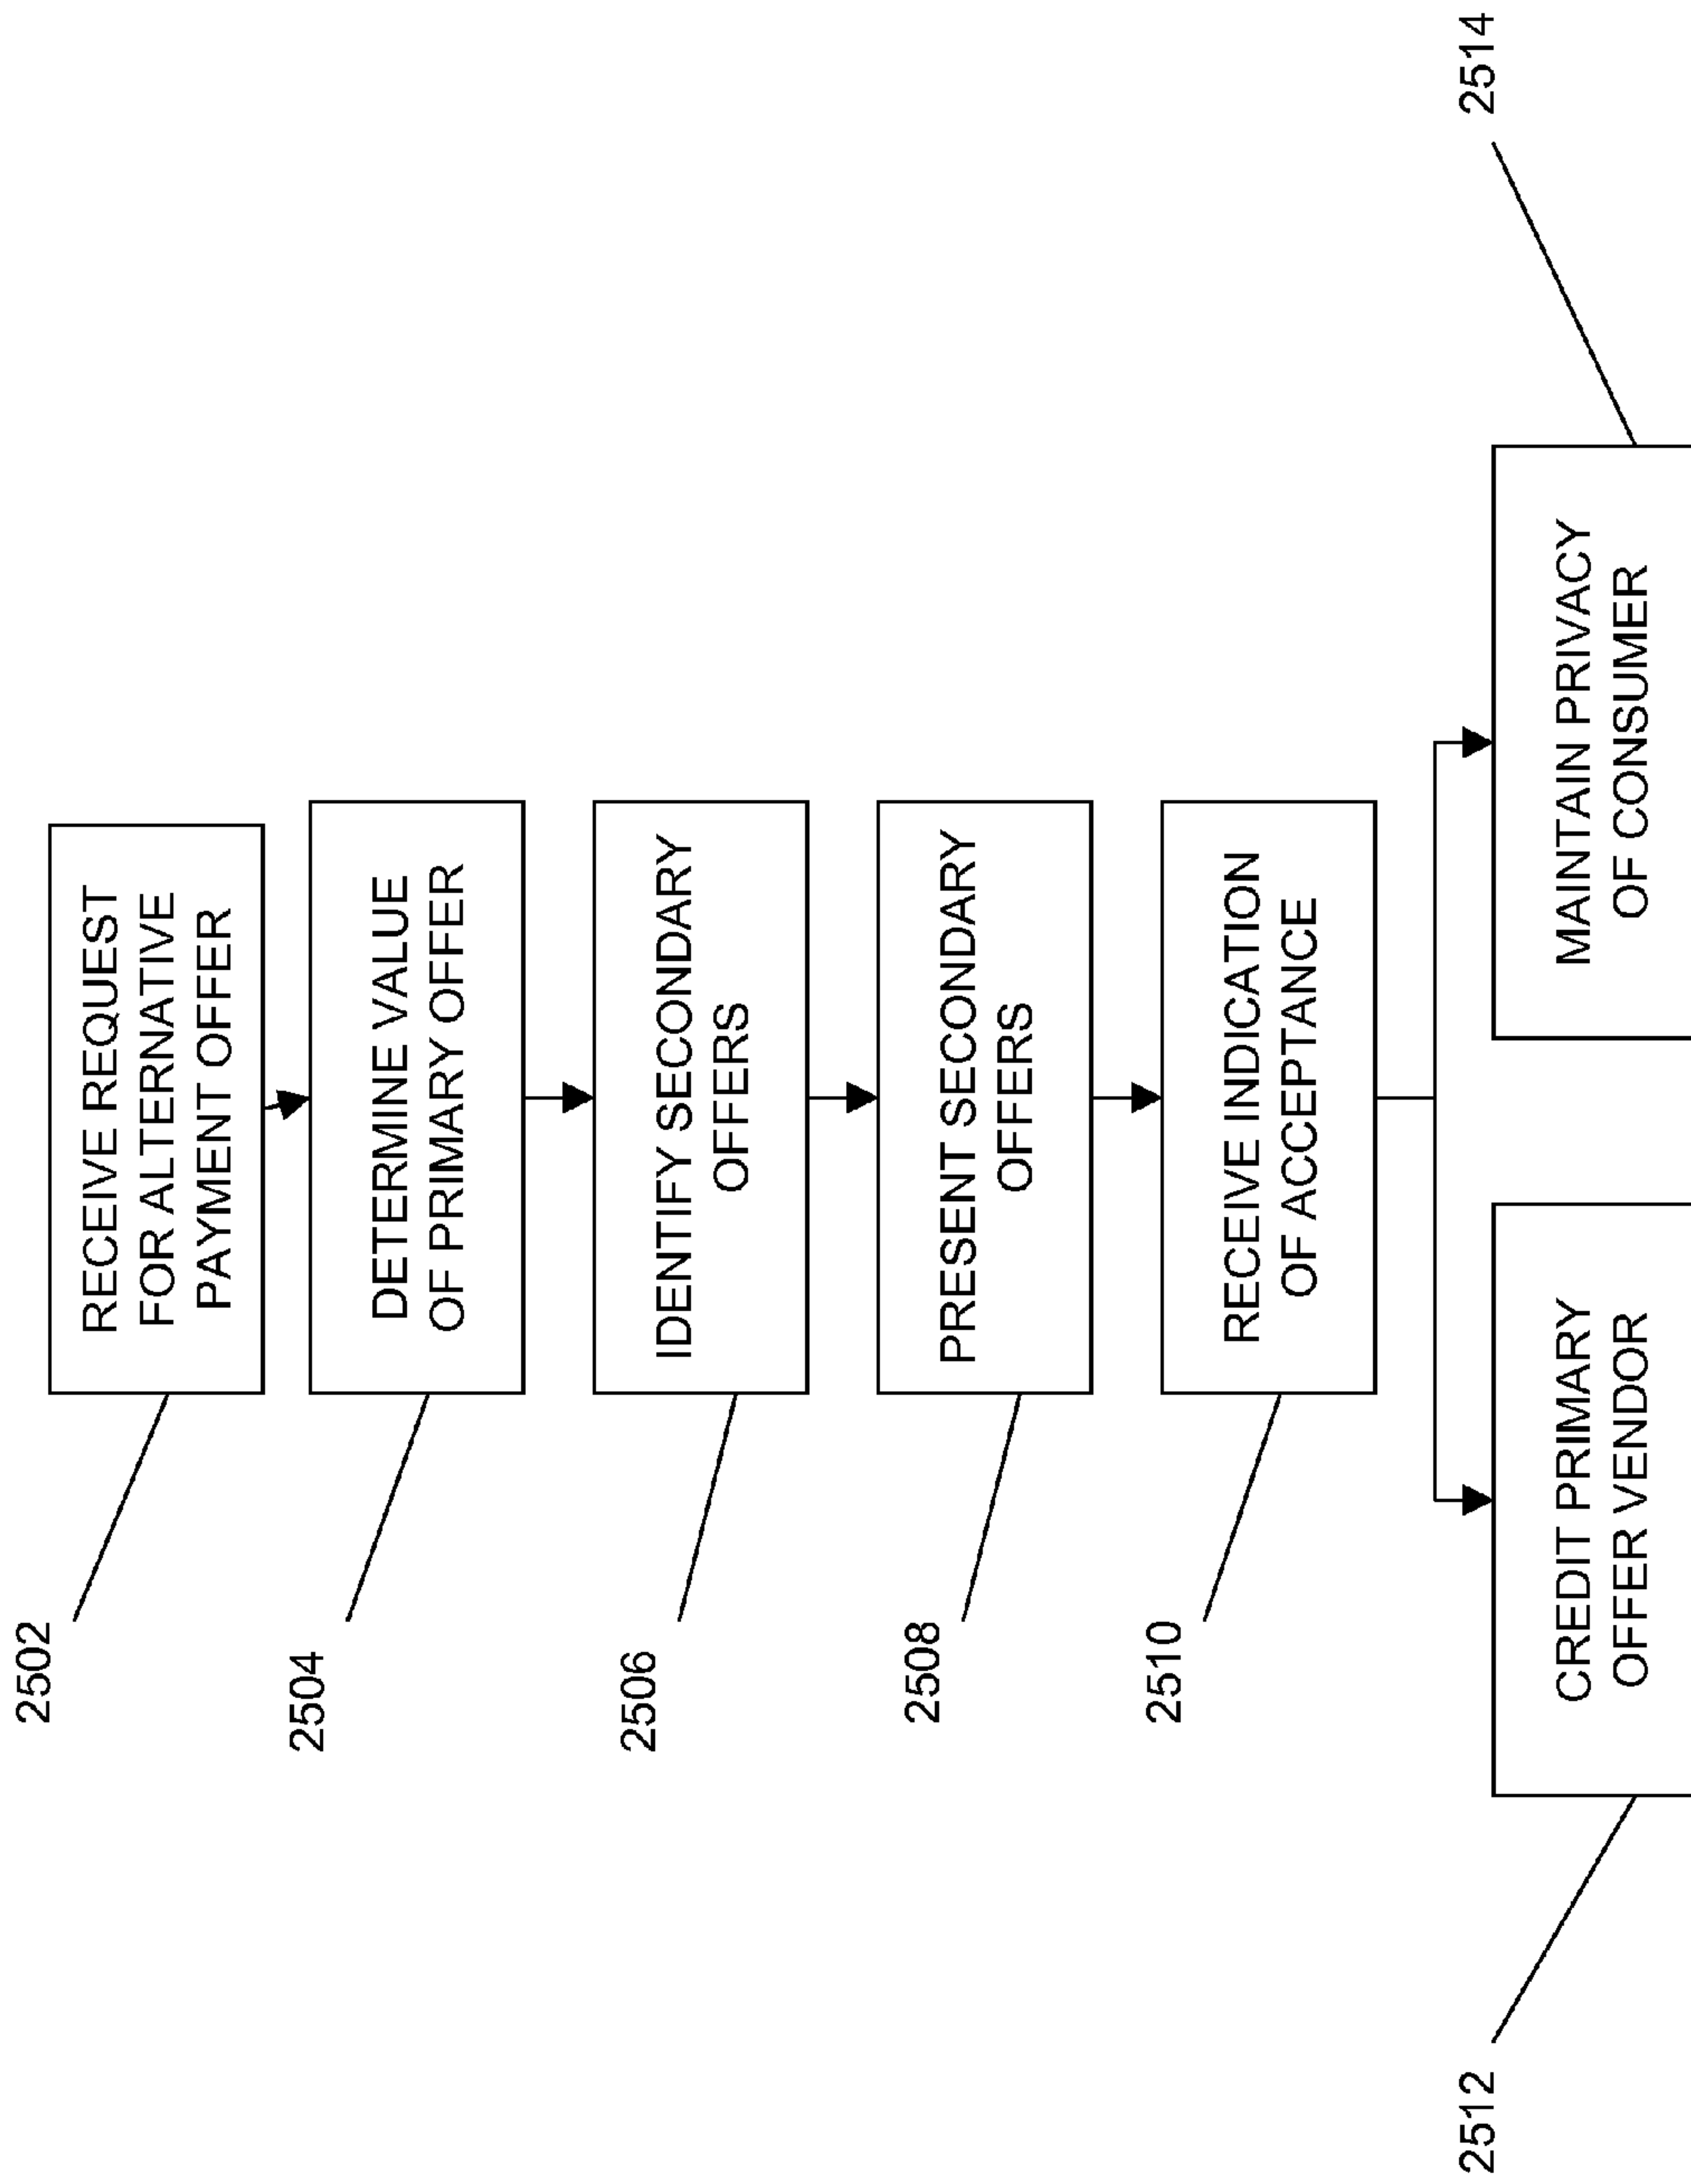 2502
RECEIVE REQUEST
FOR ALTERNATIVE
PAYMENT OFFER
2504
DETERMINE VALUE
OF PRIMARY OFFER
2506
IDENTIFY SECONDARY
OFFERS
2508
PRESENT SECONDARY
OFFERS
2510
RECEIVE INDICATION
OF ACCEPTANCE
2512
CREDIT PRIMARY
OFFER VENDOR
2514
MAINTAIN PRIVACY
OF CONSUMER